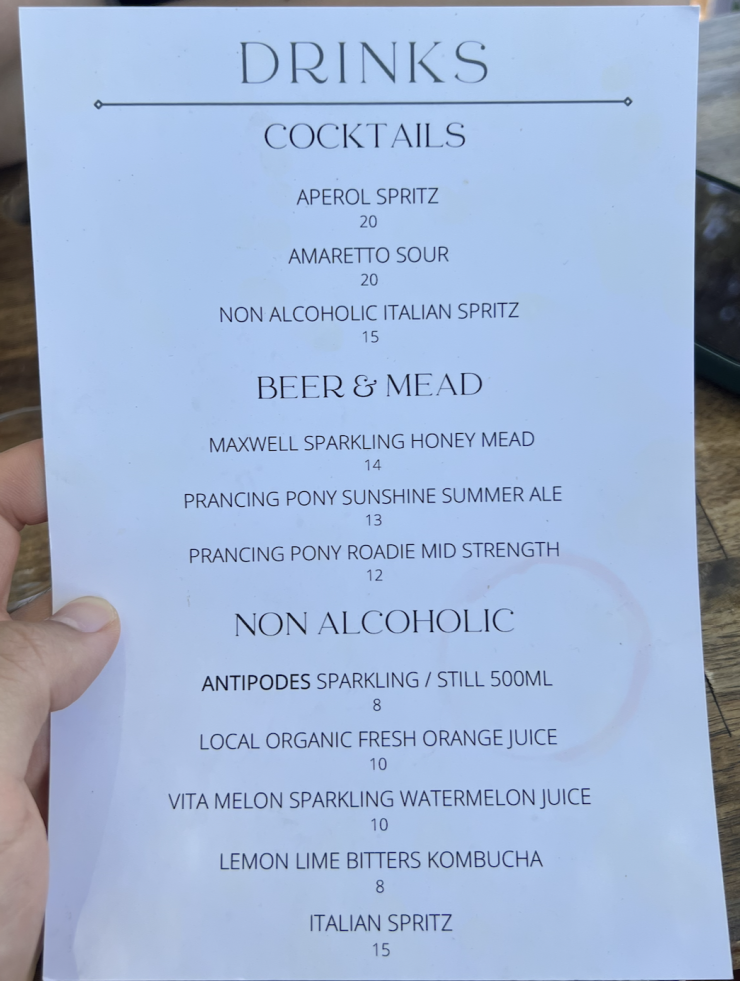 DRINKS
COCKTAILS
APEROL SPRITZ
20
AMARETTO SOUR
20
NON ALCOHOLIC ITALIAN SPRITZ
15
BEER & MEAD
MAXWELL SPARKLING HONEY MEAD
14
PRANCING PONY SUNSHINE SUMMER ALE
13
PRANCING PONY ROADIE MID STRENGTH
12
NON ALCOHOLIC
ANTIPODES SPARKLING / STILL 500ML
8
LOCAL ORGANIC FRESH ORANGE JUICE
10
VITA MELON SPARKLING WATERMELON JUICE
10
LEMON LIME BITTERS KOMBUCHA
8
ITALIAN SPRITZ
15